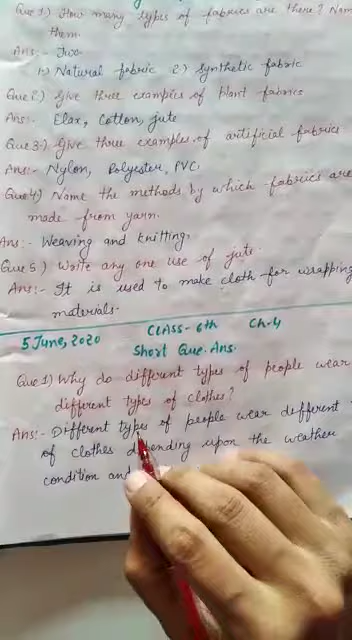 Que 1) How many types of fabrics are there? Name
them.
Ans:- Two
1) Natural fabric 2) Synthetic fabric
Que 2) Give three examples of plant fabrics
Ans:- Elax, Cotton, jute
Que 3) Give three examples of artificial fabrics
Ans:- Nylon, Polyester, PVC.
Que 4) Name the methods by which fabrics are
made from yarn.
Ans:- Weaving and knitting.
Que 5) Write any one use of jute.
Ans:- It is used to make cloth for wrapping
materials.
5 June, 2020 CLASS-6th Ch-4
Short Que. Ans.
Que 1) Why do different types of people wear
different types of clothes?
Ans:- Different types of people wear different
of clothes depending upon the weather
condition and